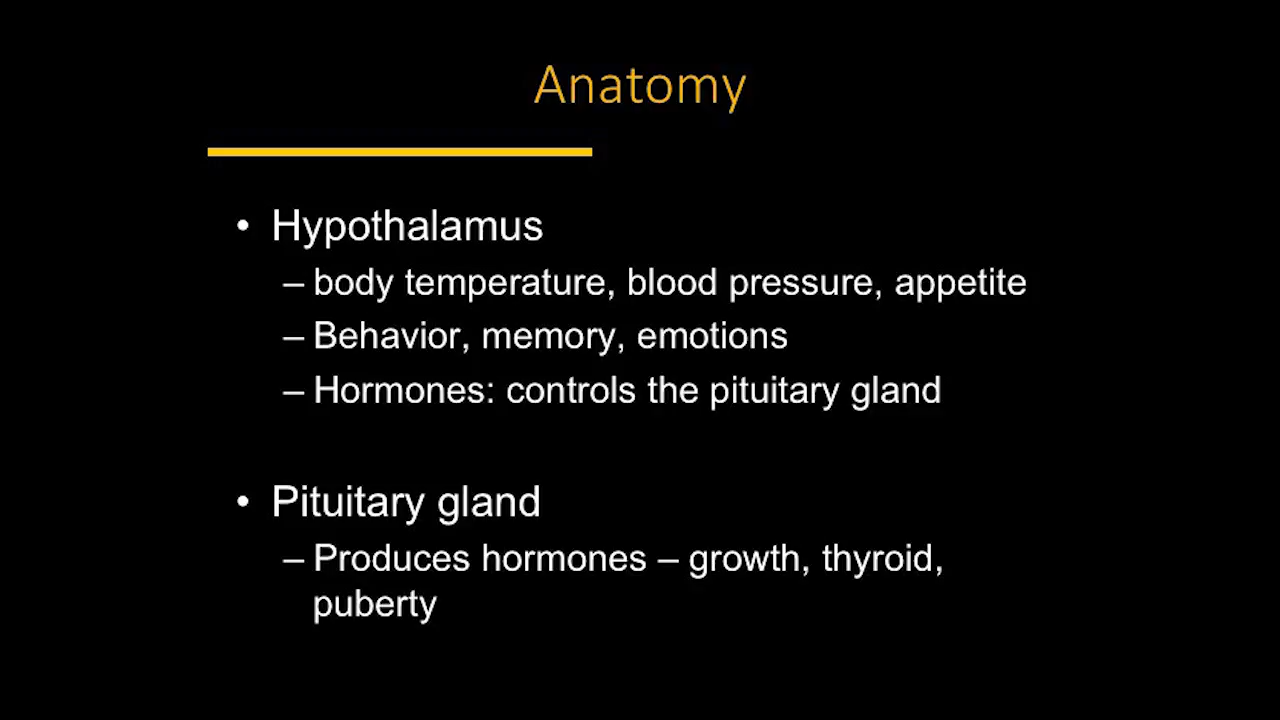 Anatomy
• Hypothalamus
– body temperature, blood pressure, appetite
– Behavior, memory, emotions
– Hormones: controls the pituitary gland
• Pituitary gland
– Produces hormones – growth, thyroid,
puberty